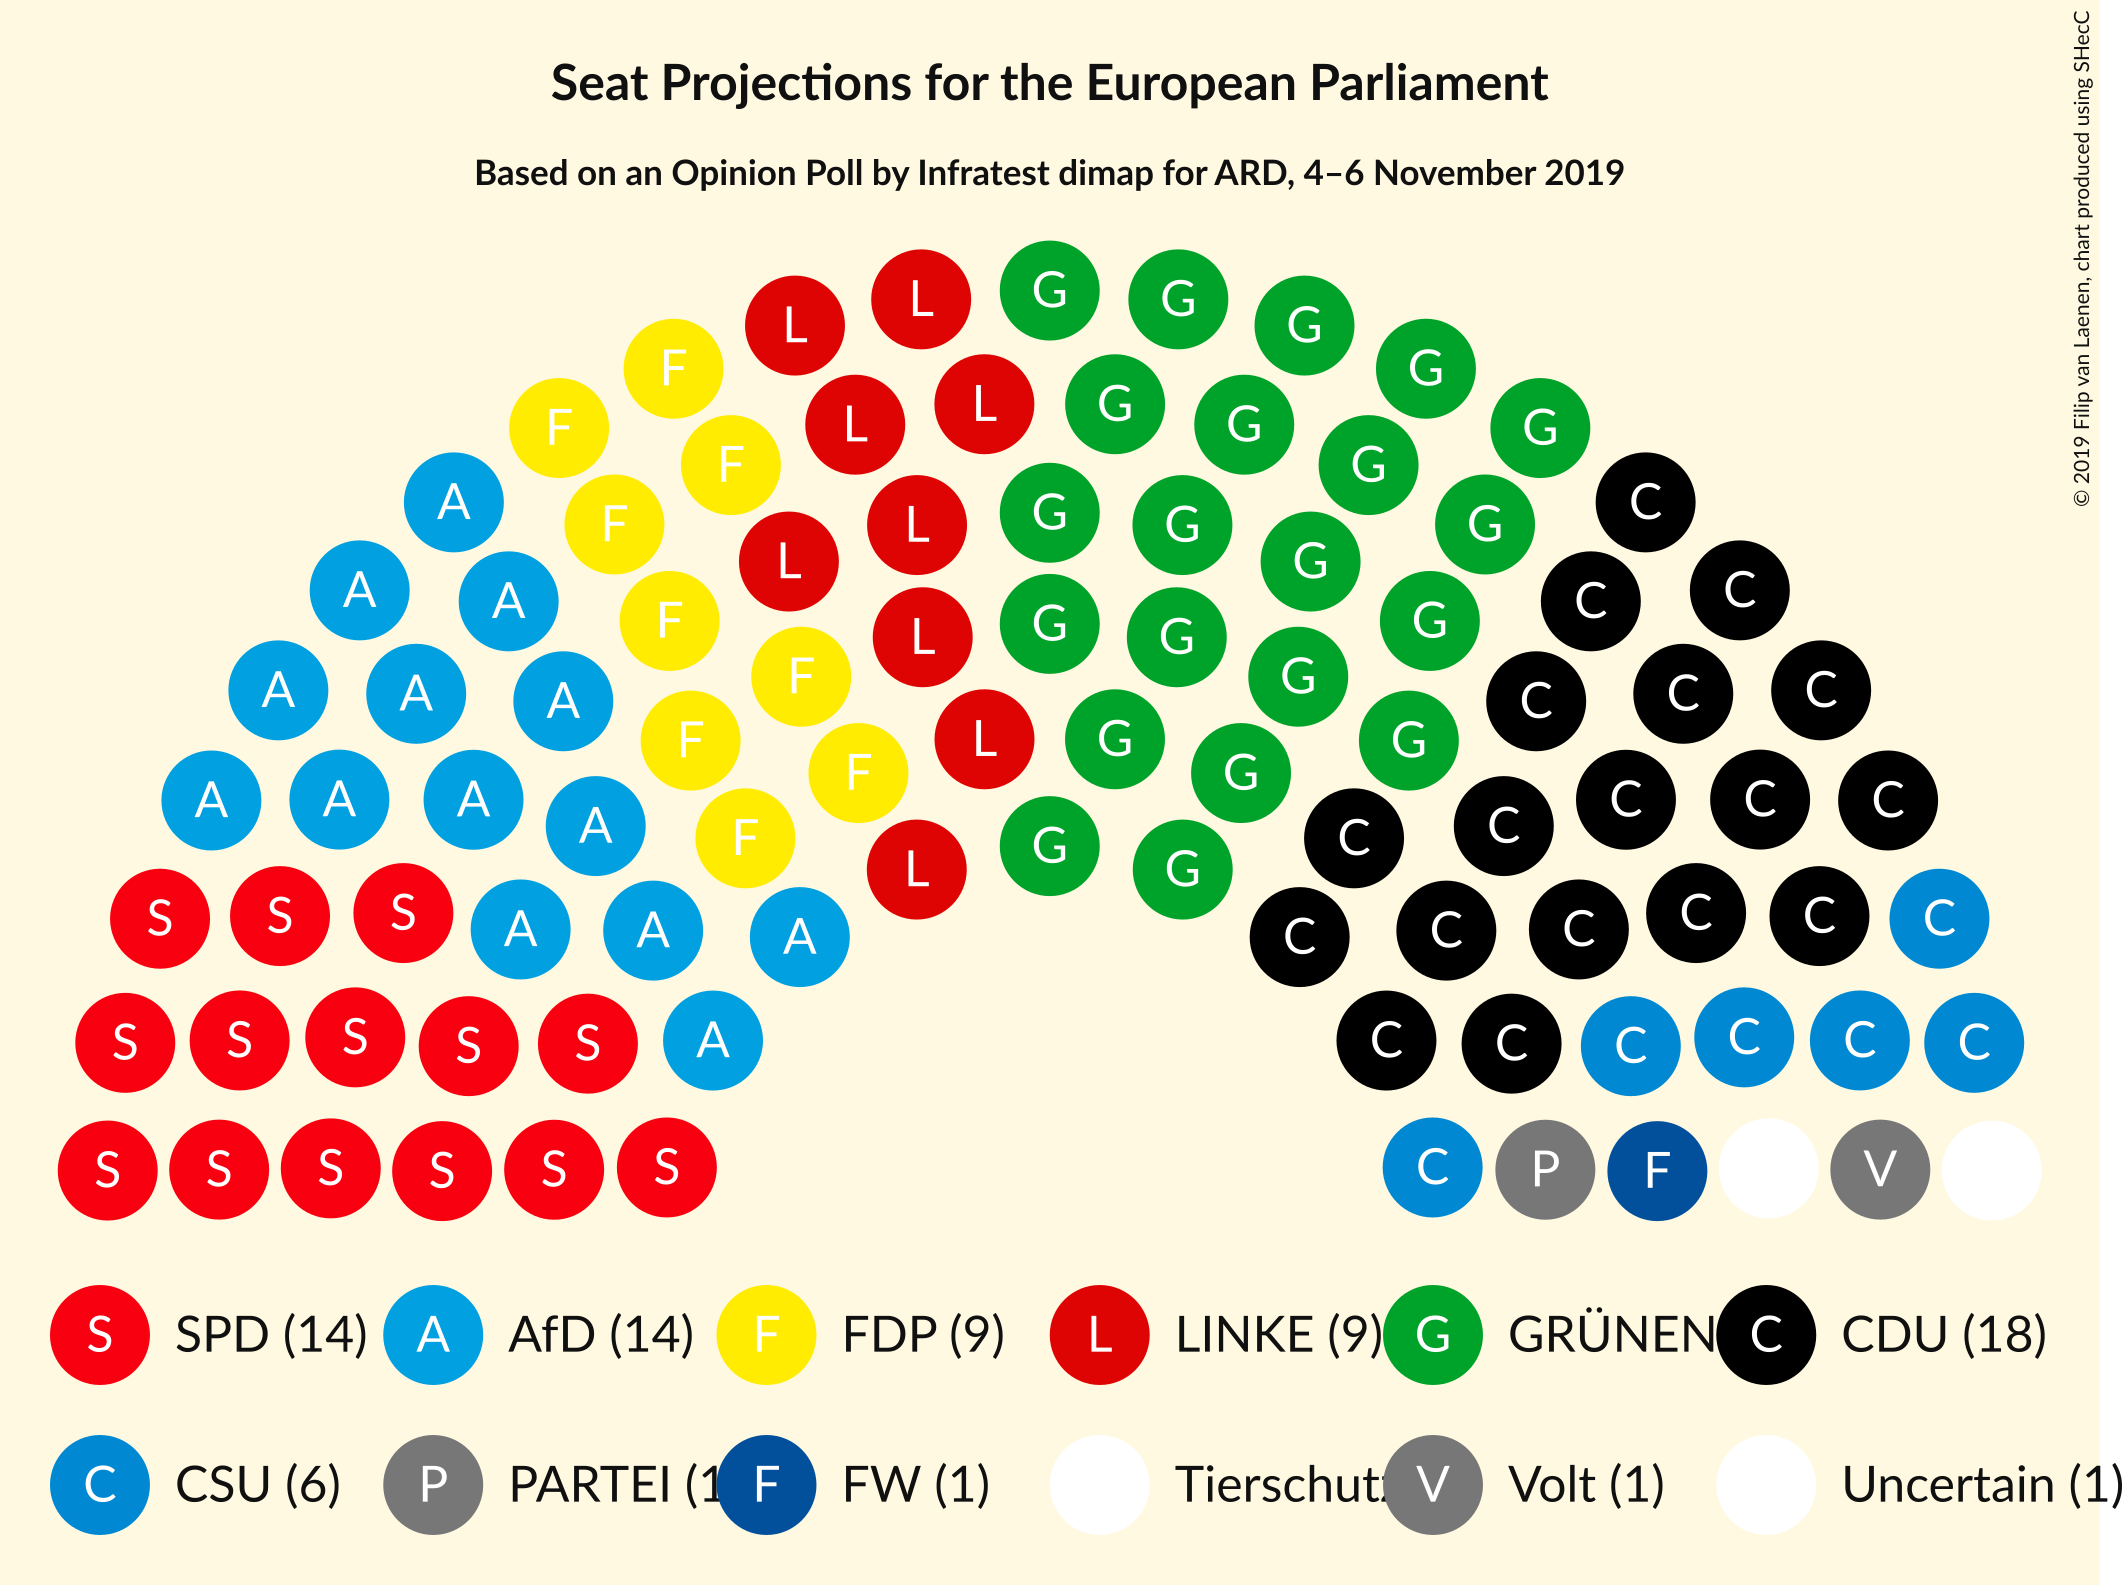 Seat Projections for the European Parliament
Based on an Opinion Poll by Infratest dimap for ARD, 4–6 November 2019
© 2019 Filip van Laenen, chart produced using SHecC
L L G G G
F G
F L L G G G
F G
A F L G G G C
L G
A A F L G G G C C
A A A F G C C C
F L G G
A A A F G C C C
A F L G G C C
S S S A A A C C C C C C
S S S S S A C C C C C C
S S S S S S C P F V
S SPD (14) A AfD (14) F FDP (9) L LINKE (9) G GRÜNEN C CDU (18)
C CSU (6) P PARTEI (1 F FW (1) Tierschutz V Volt (1) Uncertain (1)